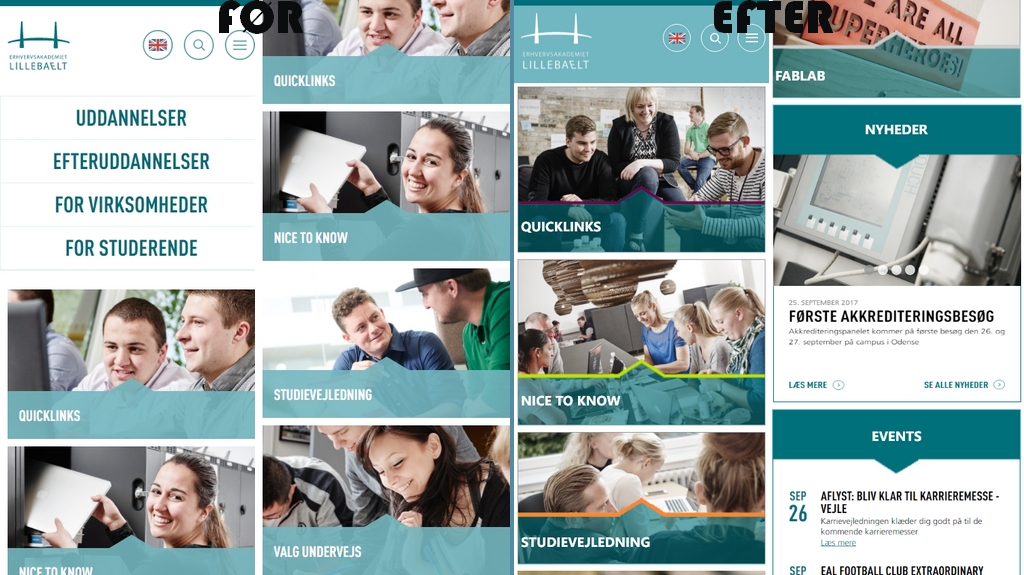 FØR
ERHVERVSAKADEMIET
LILLEBÆLT
UDDANNELSER
EFTERUDDANNELSER
FOR VIRKSOMHEDER
FOR STUDERENDE
QUICKLINKS
NICE TO KNOW
QUICKLINKS
NICE TO KNOW
STUDIEVEJLEDNING
VALG UNDERVEJS
EFTER
ERHVERVSAKADEMIET
LILLEBÆLT
QUICKLINKS
NICE TO KNOW
STUDIEVEJLEDNING
ARE ALL
SUPERHEROES!
FABLAB
NYHEDER
25. SEPTEMBER 2017
FØRSTE AKKREDITERINGSBESØG
Akkrediteringspanelet kommer på første besøg den 26. og
27. september på campus i Odense
LÆS MERE
SE ALLE NYHEDER
EVENTS
SEP
26
AFLYST: BLIV KLAR TIL KARRIEREMESSE -
VEJLE
Karrievejledningen klæder dig godt på til de
kommende karrieremesser
Læs mere
SEP
EAL FOOTBALL CLUB EXTRAORDINARY